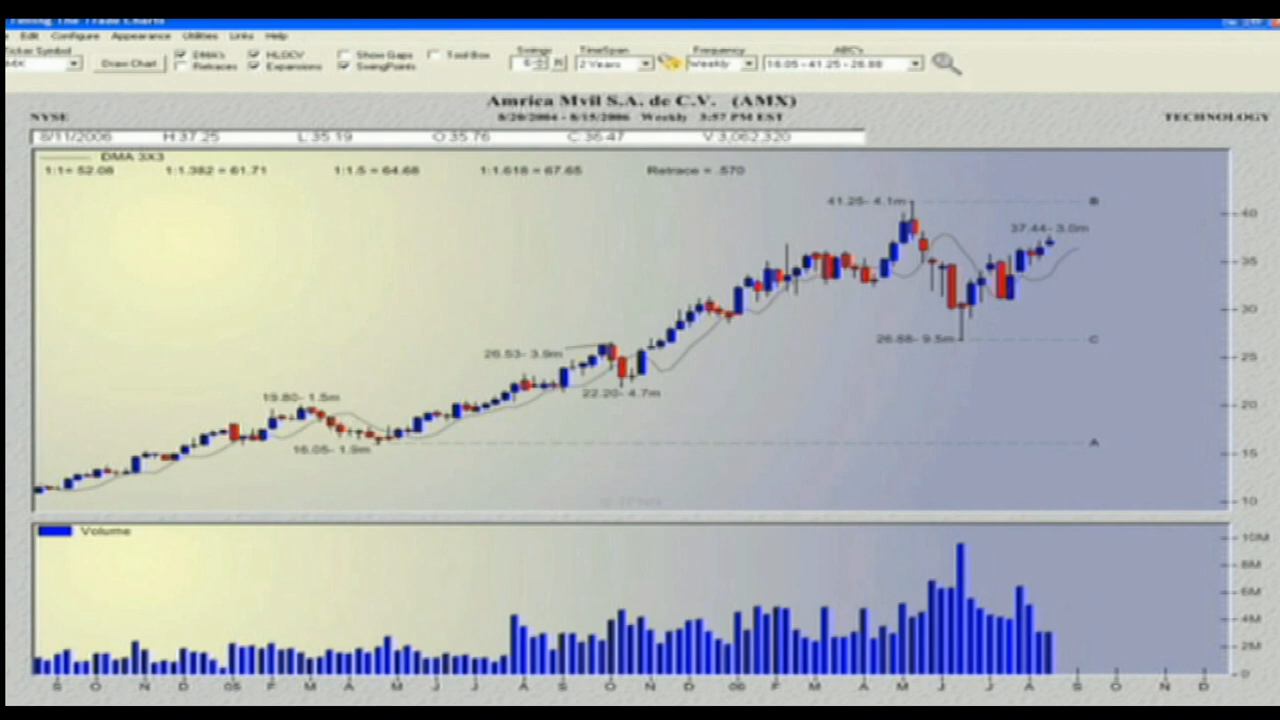 Timing The Trade Charts
Edit Configure Appearance Utilities Links Help
Ticker Symbol
AMX Draw Chart
DMA's HLOCV Show Gaps Tool Box
Retraces Expansions SwingPoints
Swings TimeSpan Frequency ABC's
6 2 Years Weekly 16.05 - 41.25 - 26.88
Amrica Mvil S.A. de C.V. (AMX)
NYSE 8/20/2004 - 8/15/2006 Weekly 3:57 PM EST TECHNOLOGY
8/11/2006 H 37.25 L 35.19 O 35.76 C 36.47 V 3,062,320
DMA 3X3
1:1= 52.08 1:1.382 = 61.71 1:1.5 = 64.68 1:1.618 = 67.65 Retrace = .570
41.25- 4.1m B
40
37.44- 3.0m
35
30
26.88- 9.5m C
26.53- 3.9m
25
22.20- 4.7m
19.80- 1.5m
20
16.05- 1.9m A
15
10
Volume
10M
8M
6M
4M
2M
0
S O N D 05 F M A M J J A S O N D 06 F M A M J J A S O N D